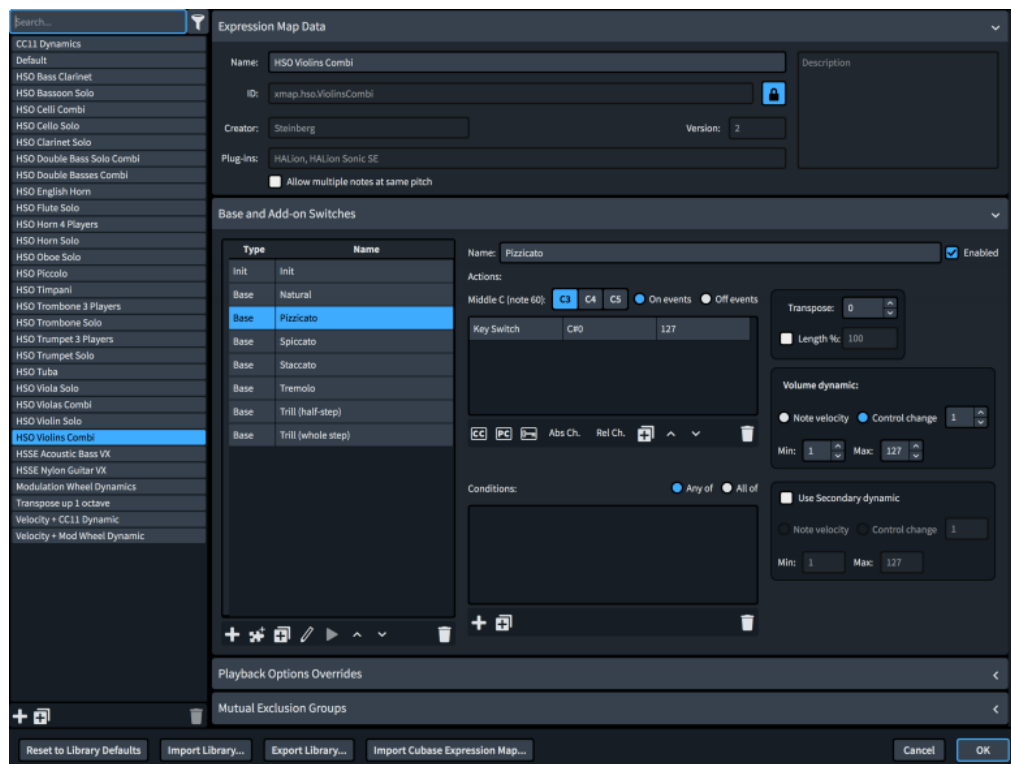 Search...
CC11 Dynamics
Default
HSO Bass Clarinet
HSO Bassoon Solo
HSO Celli Combi
HSO Cello Solo
HSO Clarinet Solo
HSO Double Bass Solo Combi
HSO Double Basses Combi
HSO English Horn
HSO Flute Solo
HSO Horn 4 Players
HSO Horn Solo
HSO Oboe Solo
HSO Piccolo
HSO Timpani
HSO Trombone 3 Players
HSO Trombone Solo
HSO Trumpet 3 Players
HSO Trumpet Solo
HSO Tuba
HSO Viola Solo
HSO Violas Combi
HSO Violin Solo
HSO Violins Combi
HSSE Acoustic Bass VX
HSSE Nylon Guitar VX
Modulation Wheel Dynamics
Transpose up 1 octave
Velocity + CC11 Dynamic
Velocity + Mod Wheel Dynamic
Expression Map Data
Name: HSO Violins Combi
Description
ID: xmap.hso.ViolinsCombi
Creator: Steinberg Version: 2
Plug-ins: HALion, HALion Sonic SE
Allow multiple notes at same pitch
Base and Add-on Switches
Type Name
Init Init
Base Natural
Base Pizzicato
Base Spiccato
Base Staccato
Base Tremolo
Base Trill (half-step)
Base Trill (whole step)
Name: Pizzicato Enabled
Actions:
Middle C (note 60): C3 C4 C5 On events Off events
Key Switch C#0 127
CC PC Abs Ch. Rel Ch.
Conditions: Any of All of
Transpose: 0
Length %: 100
Volume dynamic:
Note velocity Control change 1
Min: 1 Max: 127
Use Secondary dynamic
Note velocity Control change 1
Min: 1 Max: 127
Playback Options Overrides
Mutual Exclusion Groups
Reset to Library Defaults Import Library... Export Library... Import Cubase Expression Map... Cancel OK